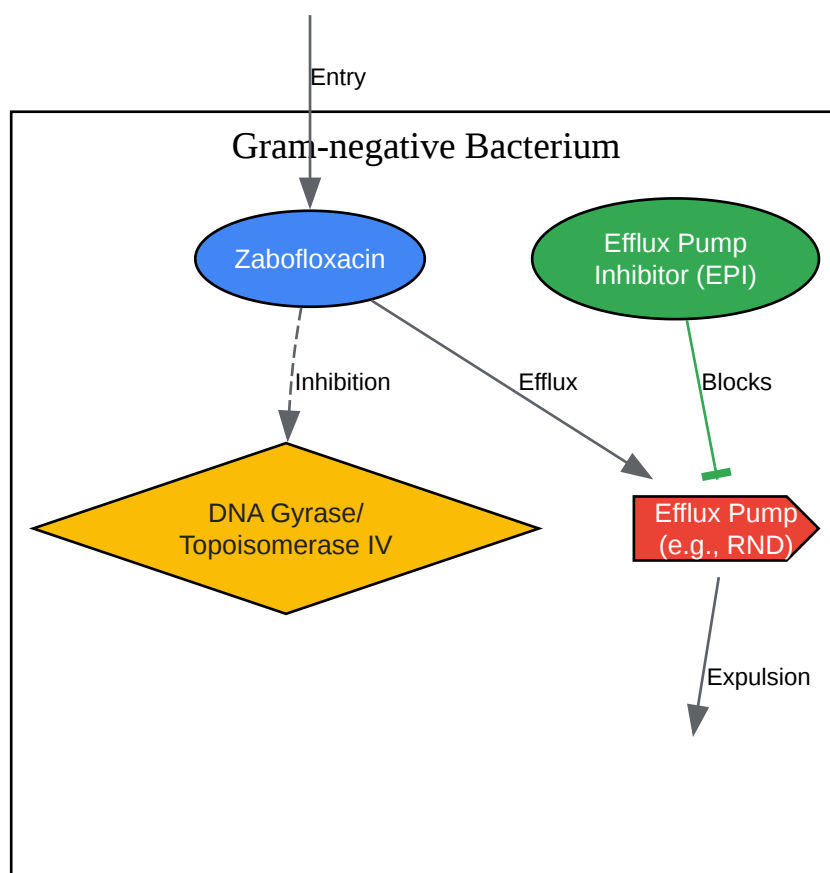 Entry
Gram-negative Bacterium
Zabofloxacin
Efflux Pump
Inhibitor (EPI)
Inhibition
Efflux
Blocks
DNA Gyrase/
Topoisomerase IV
Efflux Pump
(e.g., RND)
Expulsion